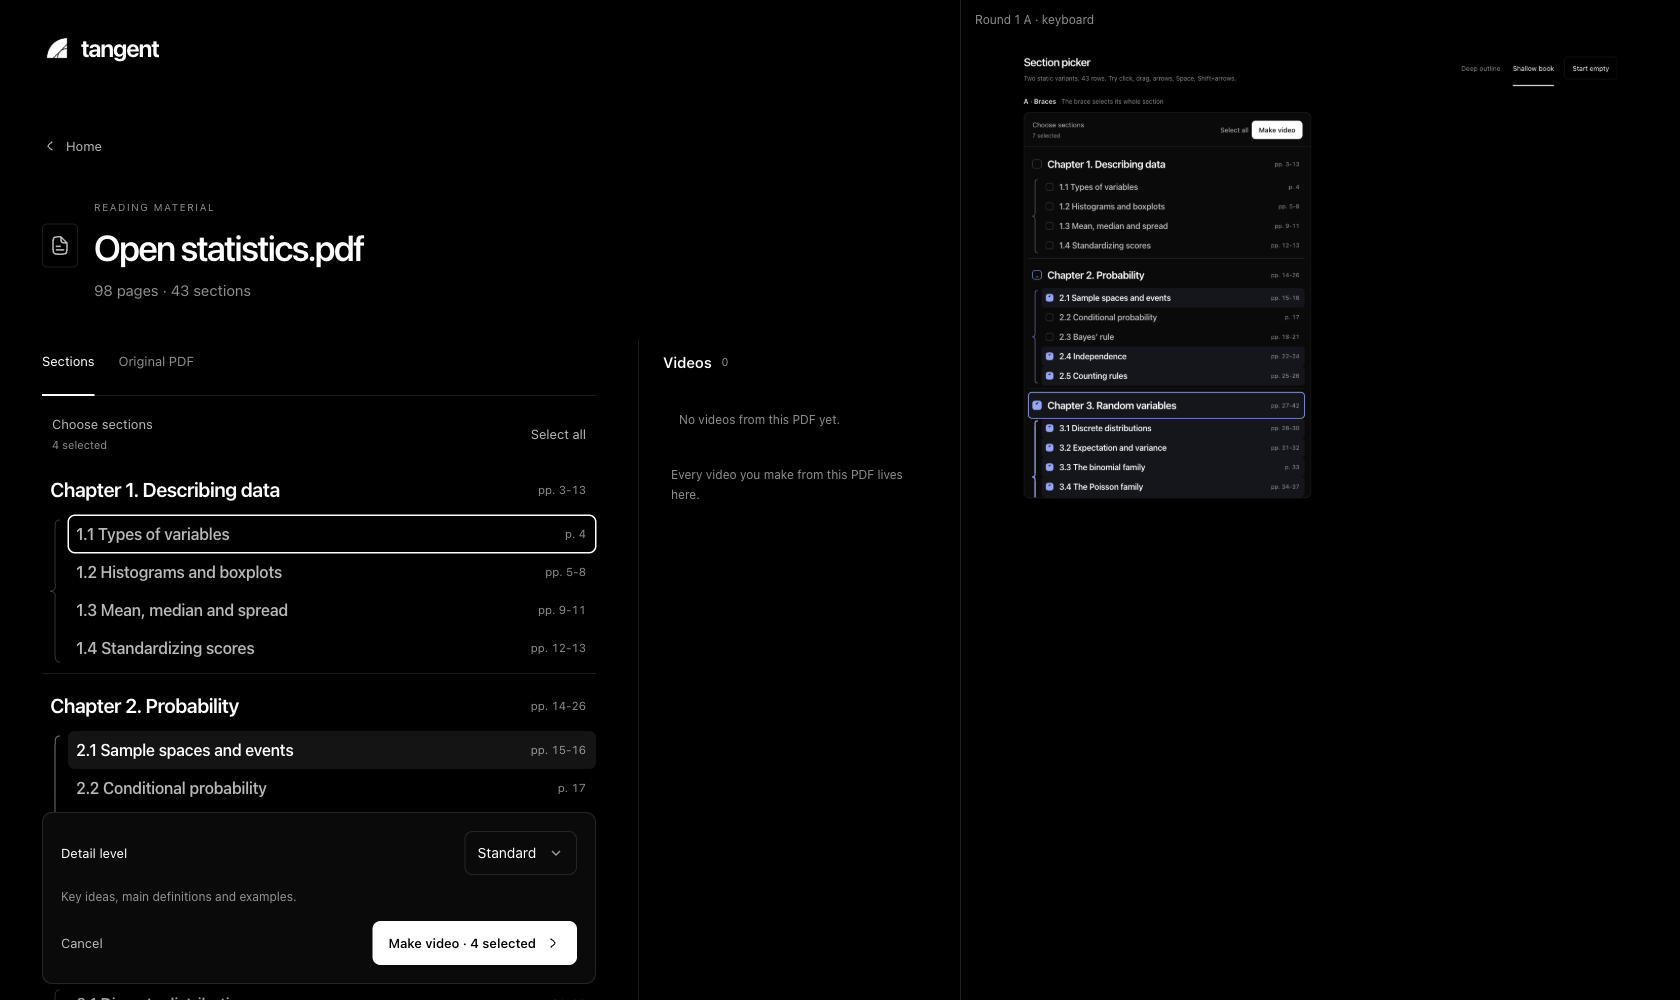 tangent
Home
READING MATERIAL
Open statistics.pdf
98 pages · 43 sections
Sections
Original PDF
Choose sections
4 selected
Select all
Chapter 1. Describing data
pp. 3-13
1.1 Types of variables
p. 4
1.2 Histograms and boxplots
pp. 5-8
1.3 Mean, median and spread
pp. 9-11
1.4 Standardizing scores
pp. 12-13
Chapter 2. Probability
pp. 14-26
2.1 Sample spaces and events
pp. 15-16
2.2 Conditional probability
p. 17
Detail level
Standard
Key ideas, main definitions and examples.
Cancel
Make video · 4 selected
Videos 0
No videos from this PDF yet.
Every video you make from this PDF lives
here.
Round 1 A · keyboard
Section picker
Two static variants. 43 rows. Try click, drag, arrows, Space, Shift+arrows.
Deep outline
Shallow book
Start empty
A · Braces The brace selects its whole section
Choose sections
7 selected
Select all
Make video
Chapter 1. Describing data
pp. 3-13
1.1 Types of variables
p. 4
1.2 Histograms and boxplots
pp. 5-8
1.3 Mean, median and spread
pp. 9-11
1.4 Standardizing scores
pp. 12-13
Chapter 2. Probability
pp. 14-26
2.1 Sample spaces and events
pp. 15-16
2.2 Conditional probability
p. 17
2.3 Bayes' rule
pp. 18-21
2.4 Independence
pp. 22-24
2.5 Counting rules
pp. 25-26
Chapter 3. Random variables
pp. 27-42
3.1 Discrete distributions
pp. 28-30
3.2 Expectation and variance
pp. 31-32
3.3 The binomial family
p. 33
3.4 The Poisson family
pp. 34-37